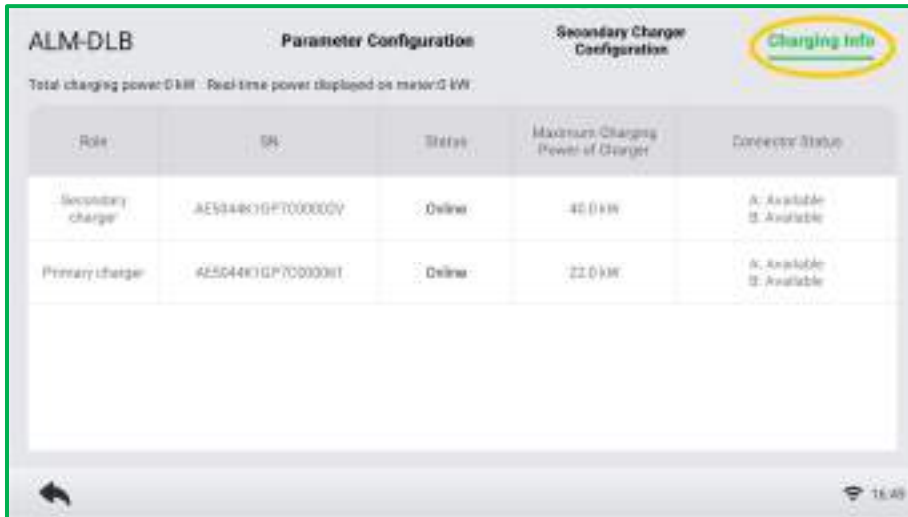 ALM-DLB
Parameter Configuration
Secondary Charger
Configuration
Charging Info
Total charging power:0 kW Real-time power displayed on meter:0 kW
Role
SN
Status
Maximum Charging
Power of Charger
Connector Status
Secondary
charger
Online
40.0 kW
A: Available
B: Available
Primary charger
Online
22.0 kW
A: Available
B: Available